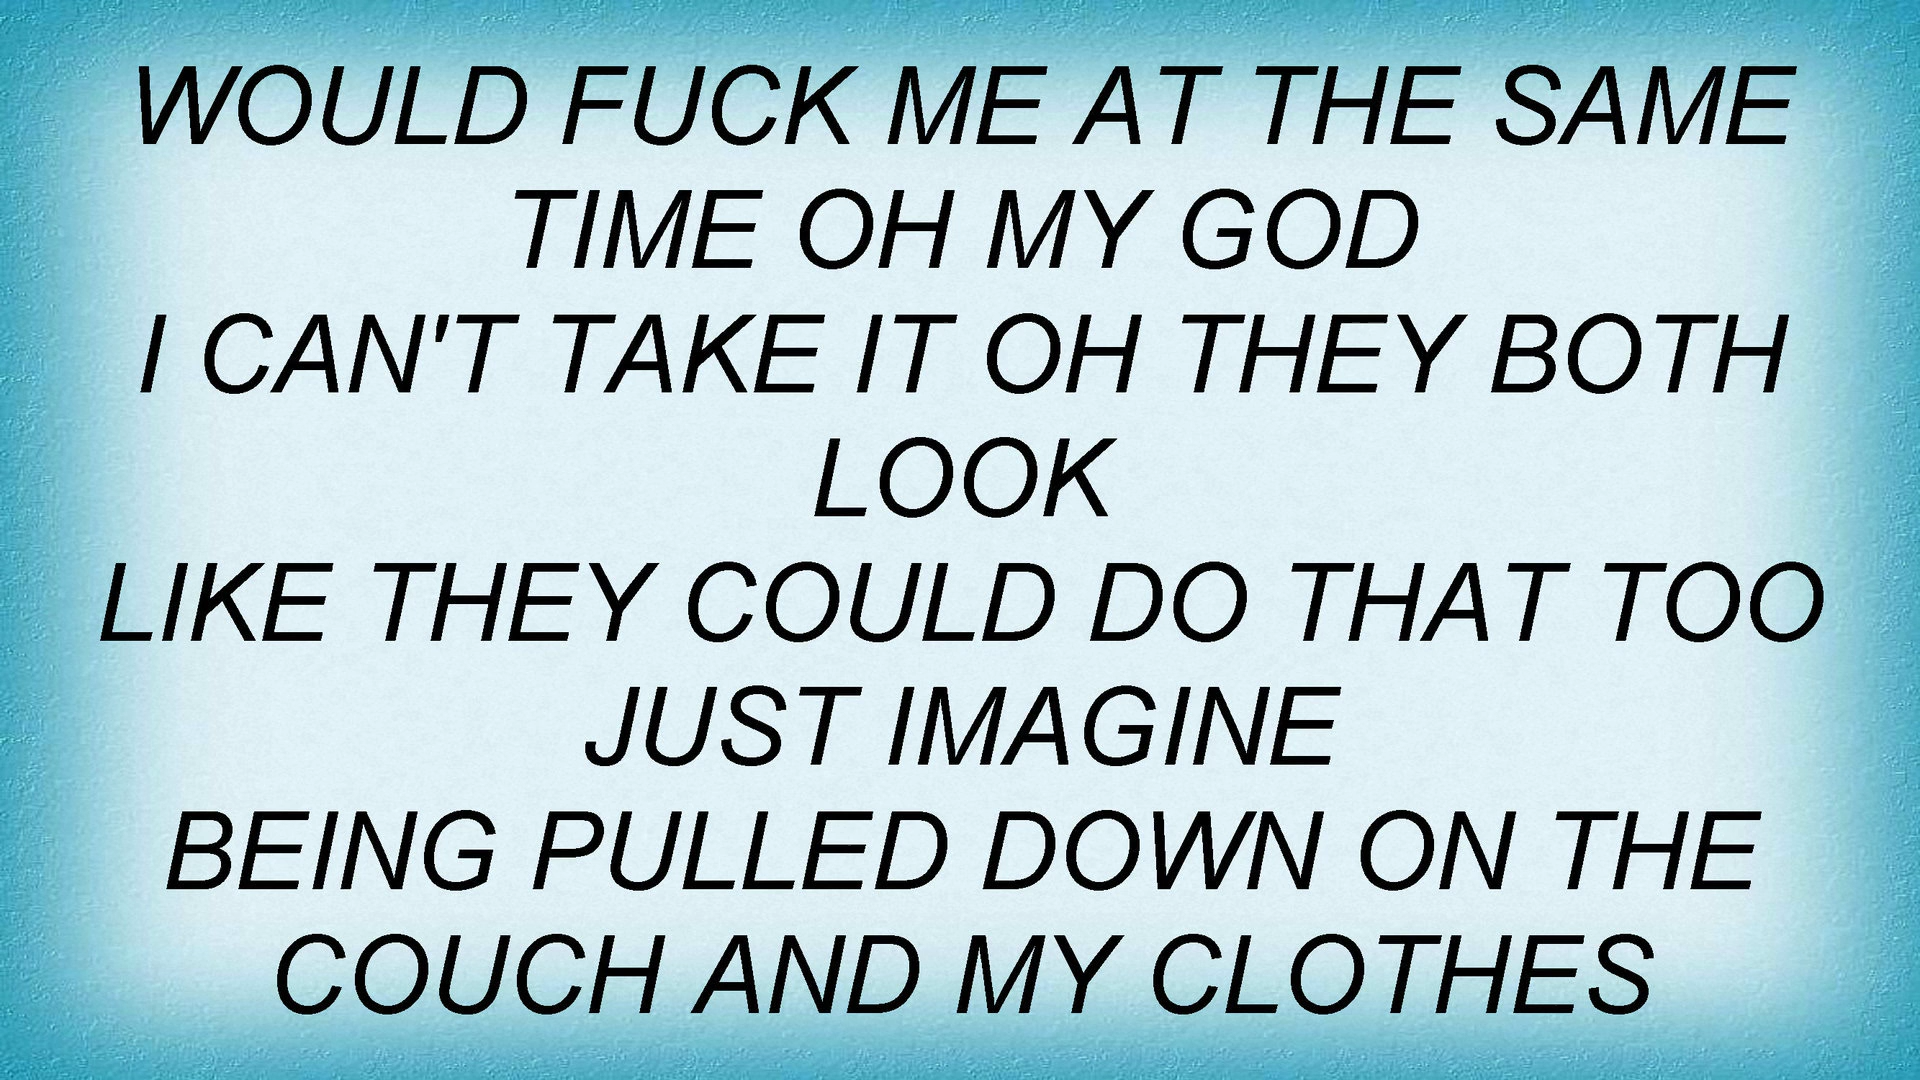 WOULD FUCK ME AT THE SAME
TIME OH MY GOD
I CAN'T TAKE IT OH THEY BOTH
LOOK
LIKE THEY COULD DO THAT TOO
JUST IMAGINE
BEING PULLED DOWN ON THE
COUCH AND MY CLOTHES